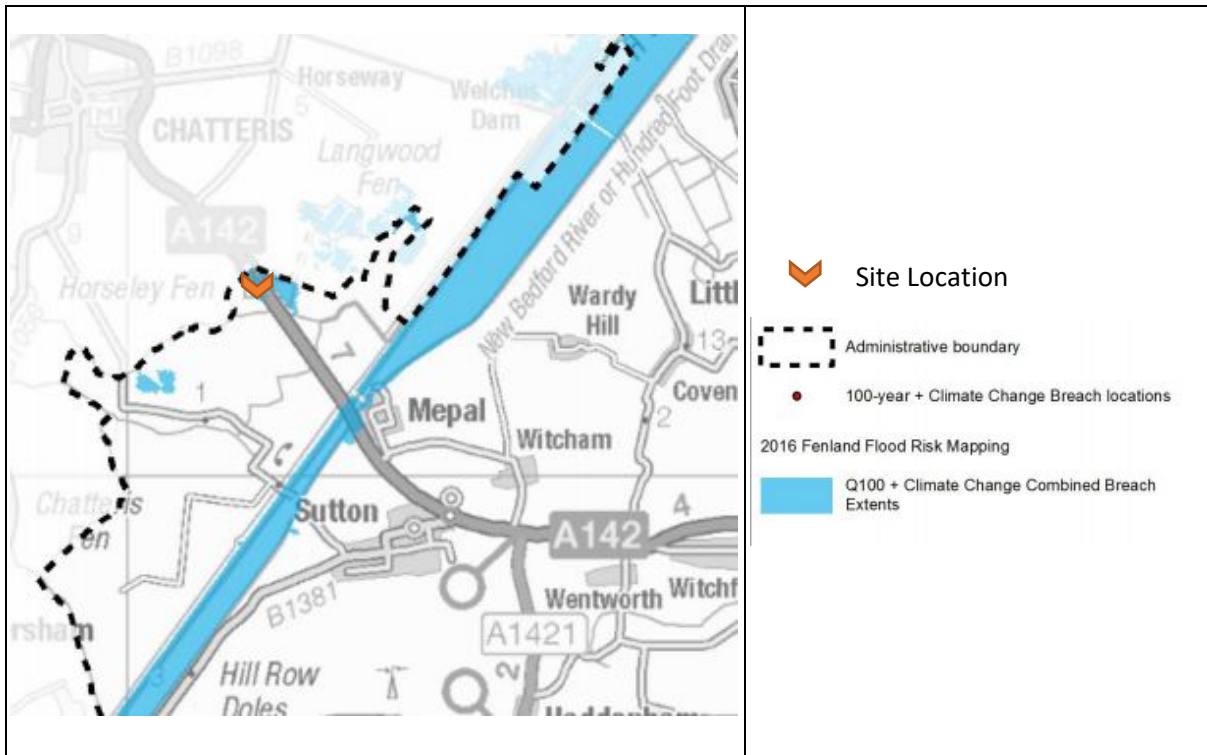 B1098
Horseway
Welches
Dam
CHATTERIS
Langwood
Fen
A142
9
Horseley Fen
New Bedford River or Hundred Foot Drain
Wardy
Hill
Littl
13
7
1
Mepal
Coven
2
Witcham
Chatteris
Fen
Sutton
4
A142
B1381
Wentworth
Witchf
ersham
A1421
3
Hill Row
Doles
2
Haddenham
Site Location
Administrative boundary
100-year + Climate Change Breach locations
2016 Fenland Flood Risk Mapping
Q100 + Climate Change Combined Breach
Extents